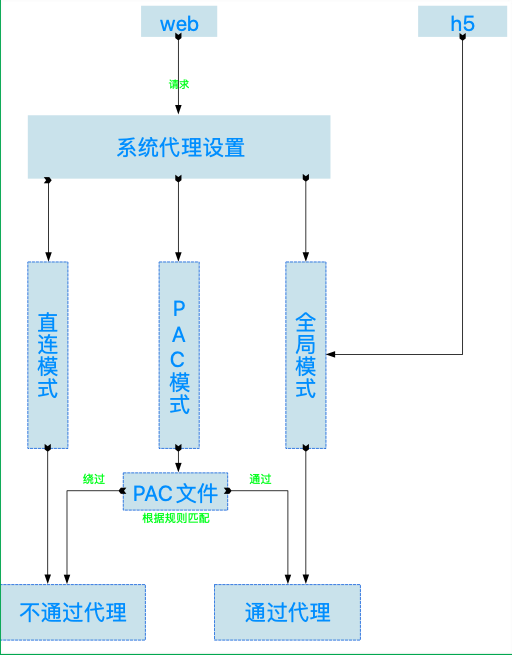 web
h5
请求
系统代理设置
直连模式
PAC模式
全局模式
绕过
通过
PAC文件
根据规则匹配
不通过代理
通过代理